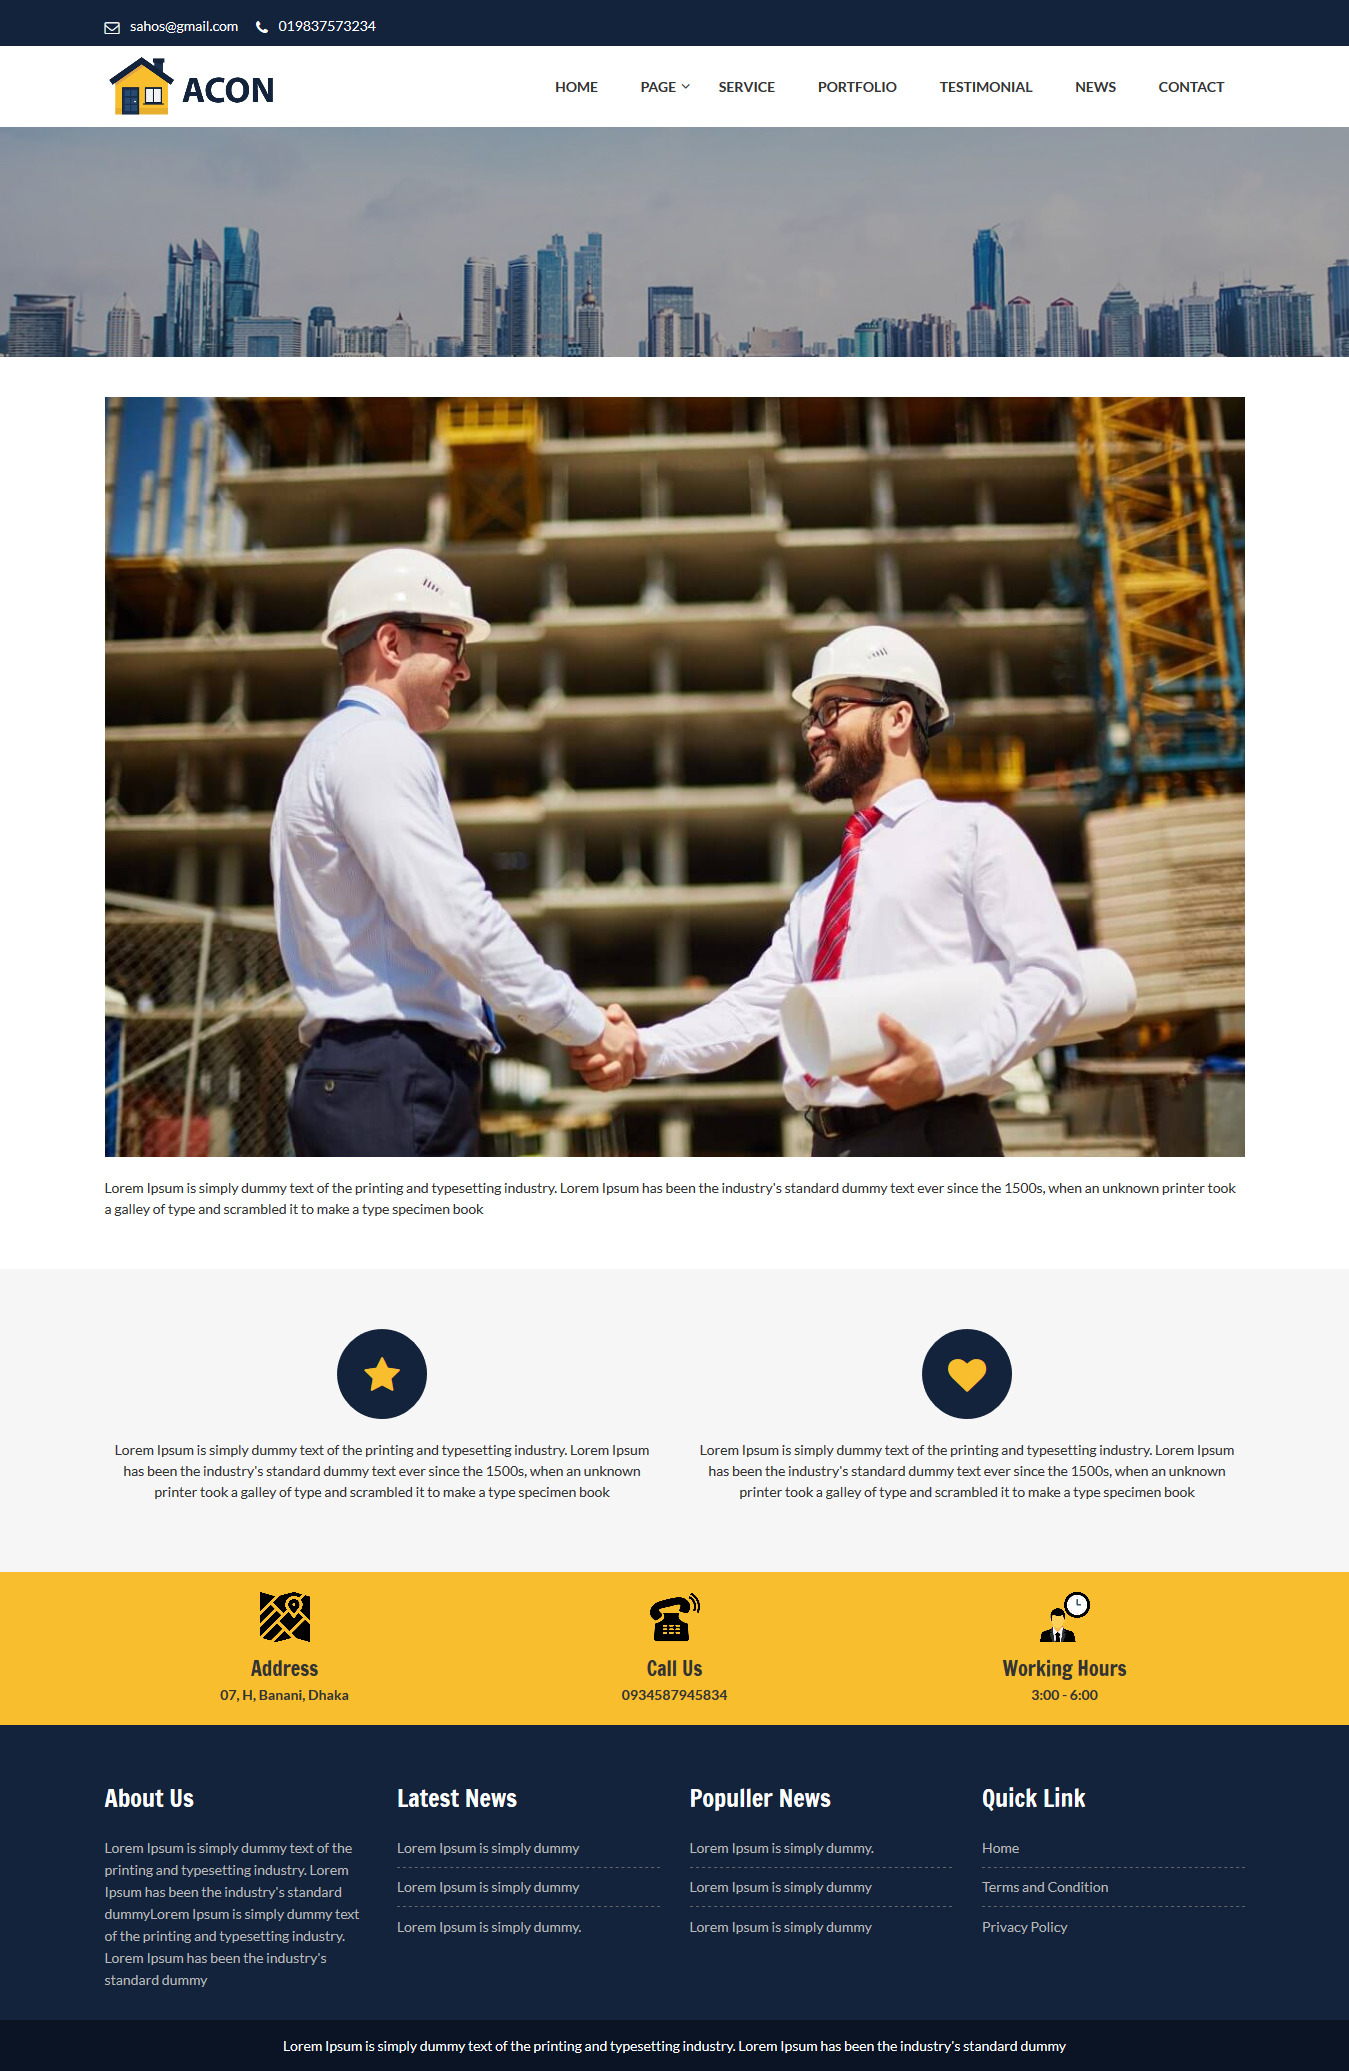 sahos@gmail.com 019837573234
ACON
HOME PAGE SERVICE PORTFOLIO TESTIMONIAL NEWS CONTACT
Lorem Ipsum is simply dummy text of the printing and typesetting industry. Lorem Ipsum has been the industry's standard dummy text ever since the 1500s, when an unknown printer took
a galley of type and scrambled it to make a type specimen book
Lorem Ipsum is simply dummy text of the printing and typesetting industry. Lorem Ipsum
has been the industry's standard dummy text ever since the 1500s, when an unknown
printer took a galley of type and scrambled it to make a type specimen book
Lorem Ipsum is simply dummy text of the printing and typesetting industry. Lorem Ipsum
has been the industry's standard dummy text ever since the 1500s, when an unknown
printer took a galley of type and scrambled it to make a type specimen book
Address
07, H, Banani, Dhaka
Call Us
0934587945834
Working Hours
3:00 - 6:00
About Us
Lorem Ipsum is simply dummy text of the
printing and typesetting industry. Lorem
Ipsum has been the industry's standard
dummyLorem Ipsum is simply dummy text
of the printing and typesetting industry.
Lorem Ipsum has been the industry's
standard dummy
Latest News
Lorem Ipsum is simply dummy
Lorem Ipsum is simply dummy
Lorem Ipsum is simply dummy.
Populler News
Lorem Ipsum is simply dummy.
Lorem Ipsum is simply dummy
Lorem Ipsum is simply dummy
Quick Link
Home
Terms and Condition
Privacy Policy
Lorem Ipsum is simply dummy text of the printing and typesetting industry. Lorem Ipsum has been the industry's standard dummy